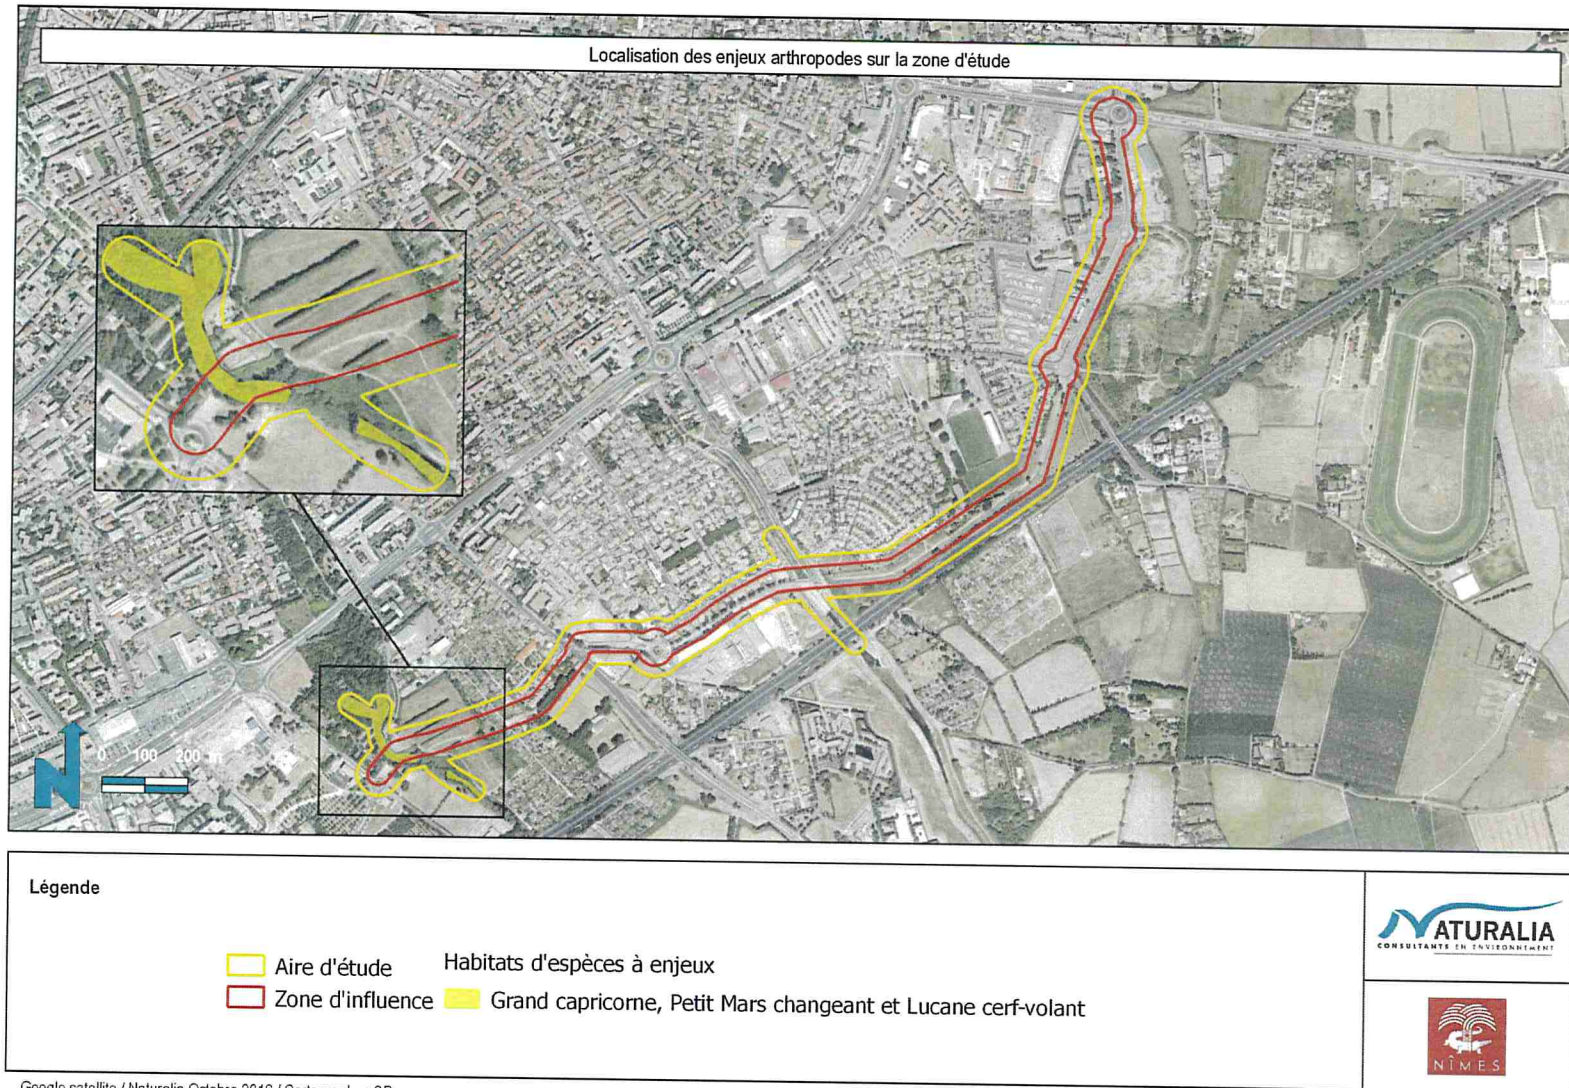 Localisation des enjeux arthropodes sur la zone d'étude
0 100 200 m
N
Légende
Aire d'étude
Habitats d'espèces à enjeux
Zone d'influence
Grand capricorne, Petit Mars changeant et Lucane cerf-volant
NATURALIA
CONSULTANTS EN ENVIRONNEMENT
NÎMES